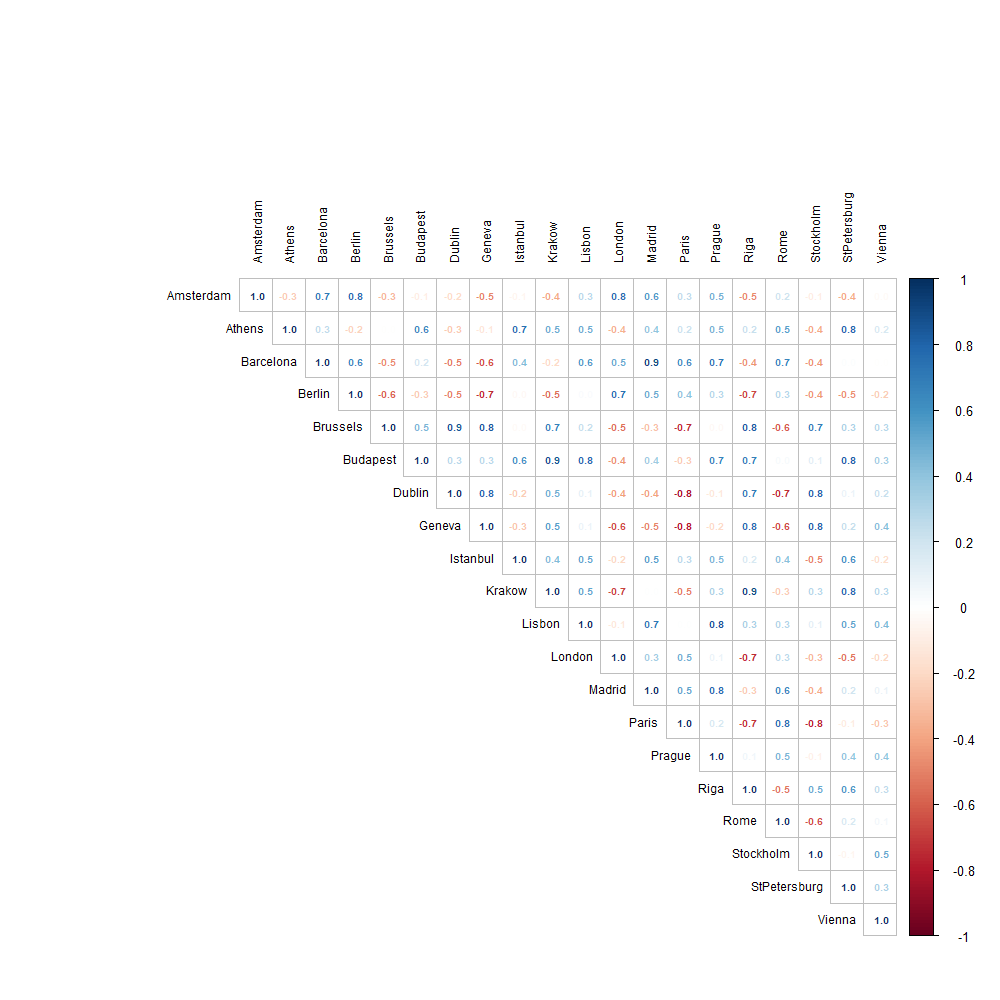 Amsterdam Athens Barcelona Berlin Brussels Budapest Dublin Geneva Istanbul Krakow Lisbon London Madrid Paris Prague Riga Rome Stockholm StPetersburg Vienna
Amsterdam 1.0 -0.3 0.7 0.8 -0.3 -0.1 -0.2 -0.5 0.1 -0.4 0.3 0.8 0.6 0.3 0.5 -0.5 0.2 -0.1 -0.4
Athens 1.0 0.3 -0.2 0.6 -0.3 -0.1 0.7 0.5 0.5 -0.4 0.4 0.2 0.5 0.2 0.5 -0.4 0.8 0.2
Barcelona 1.0 0.6 -0.5 0.2 -0.5 -0.6 0.4 -0.2 0.6 0.5 0.9 0.6 0.7 -0.4 0.7 -0.4
Berlin 1.0 -0.6 -0.3 -0.5 -0.7 -0.5 0.7 0.5 0.4 0.3 -0.7 0.3 -0.4 -0.5 -0.2
Brussels 1.0 0.5 0.9 0.8 0.7 0.2 -0.5 -0.3 -0.7 0.8 -0.6 0.7 0.3 0.3
Budapest 1.0 0.3 0.3 0.6 0.9 0.8 -0.4 0.4 -0.3 0.7 0.7 0.1 0.8 0.3
Dublin 1.0 0.8 -0.2 0.5 0.1 -0.4 -0.4 -0.8 -0.1 0.7 -0.7 0.8 0.1 0.2
Geneva 1.0 -0.3 0.5 0.1 -0.6 -0.5 -0.8 -0.2 0.8 -0.6 0.8 0.2 0.4
Istanbul 1.0 0.4 0.5 -0.2 0.5 0.3 0.5 0.2 0.4 -0.5 0.6 -0.2
Krakow 1.0 0.5 -0.7 -0.5 0.3 0.9 -0.3 0.3 0.8 0.3
Lisbon 1.0 -0.1 0.7 0.8 0.3 0.3 0.1 0.5 0.4
London 1.0 0.3 0.5 0.1 -0.7 0.3 -0.3 -0.5 -0.2
Madrid 1.0 0.5 0.8 -0.3 0.6 -0.4 0.2 0.1
Paris 1.0 0.2 -0.7 0.8 -0.8 -0.1 -0.3
Prague 1.0 0.1 0.5 -0.1 0.4 0.4
Riga 1.0 -0.5 0.5 0.6 0.3
Rome 1.0 -0.6 0.2
Stockholm 1.0 0.1 0.5
StPetersburg 1.0 0.3
Vienna 1.0
1
0.8
0.6
0.4
0.2
0
-0.2
-0.4
-0.6
-0.8
-1